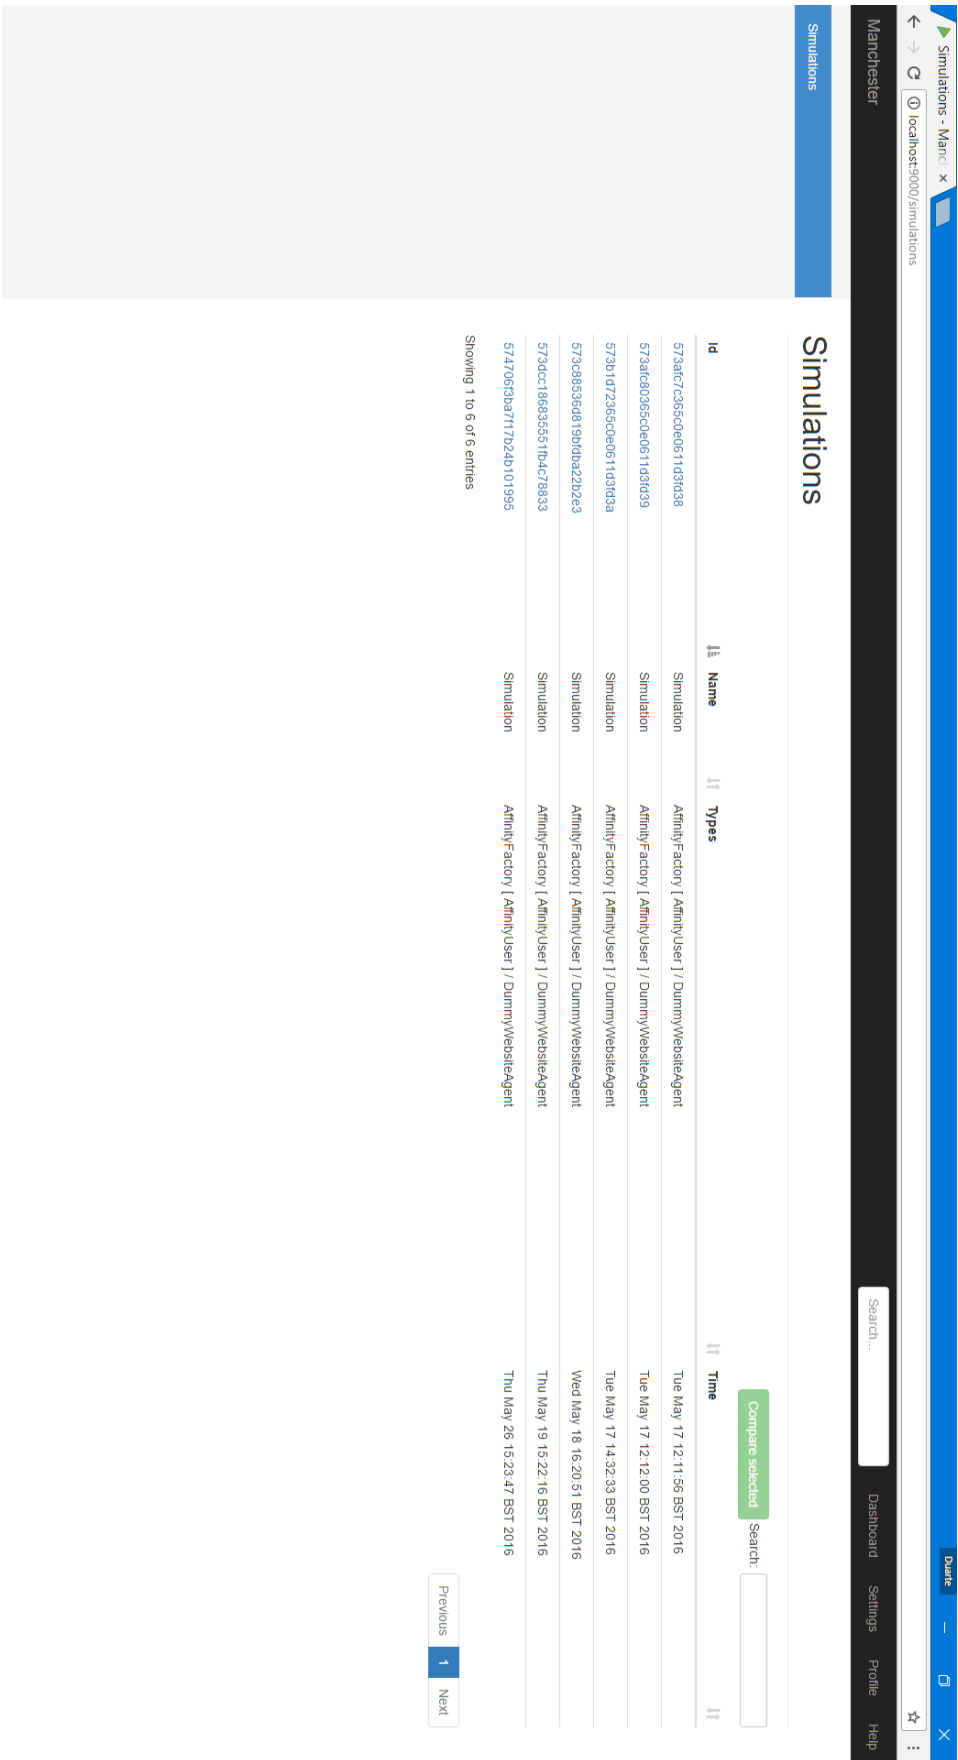 Simulations - Manc ×
Duarte
localhost:9000/simulations
Manchester
Search...
Dashboard Settings Profile Help
Simulations
Simulations
Compare selected Search:
Id Name Types Time
573afc7c365c0e0611d3fd38 Simulation AffinityFactory [ AffinityUser ] / DummyWebsiteAgent Tue May 17 12:11:56 BST 2016
573afc80365c0e0611d3fd39 Simulation AffinityFactory [ AffinityUser ] / DummyWebsiteAgent Tue May 17 12:12:00 BST 2016
573b1d72365c0e0611d3fd3a Simulation AffinityFactory [ AffinityUser ] / DummyWebsiteAgent Tue May 17 14:32:33 BST 2016
573c88536d819bfdba22b2e3 Simulation AffinityFactory [ AffinityUser ] / DummyWebsiteAgent Wed May 18 16:20:51 BST 2016
573dcc186835551fb4c78833 Simulation AffinityFactory [ AffinityUser ] / DummyWebsiteAgent Thu May 19 15:22:16 BST 2016
574706f3ba7f17b24b101995 Simulation AffinityFactory [ AffinityUser ] / DummyWebsiteAgent Thu May 26 15:23:47 BST 2016
Showing 1 to 6 of 6 entries
Previous 1 Next